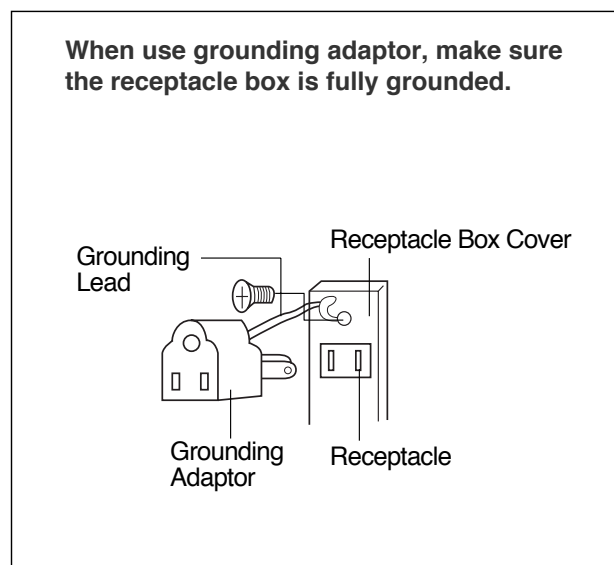 When use grounding adaptor, make sure
the receptacle box is fully grounded.
Receptacle Box Cover
Grounding
Lead
Grounding
Adaptor
Receptacle